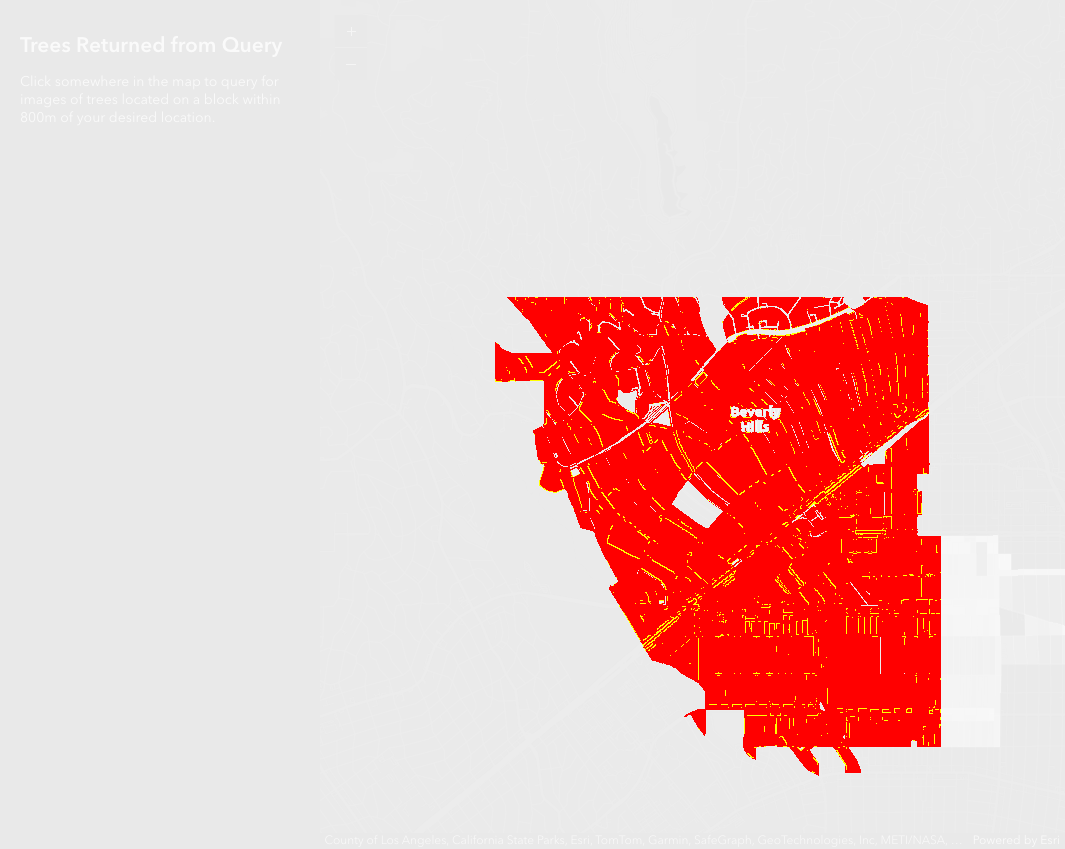 Trees Returned from Query
Click somewhere in the map to query for
images of trees located on a block within
800m of your desired location.
+
−
Beverly
Hills
County of Los Angeles, California State Parks, Esri, TomTom, Garmin, SafeGraph, GeoTechnologies, Inc, METI/NASA,
Powered by Esri